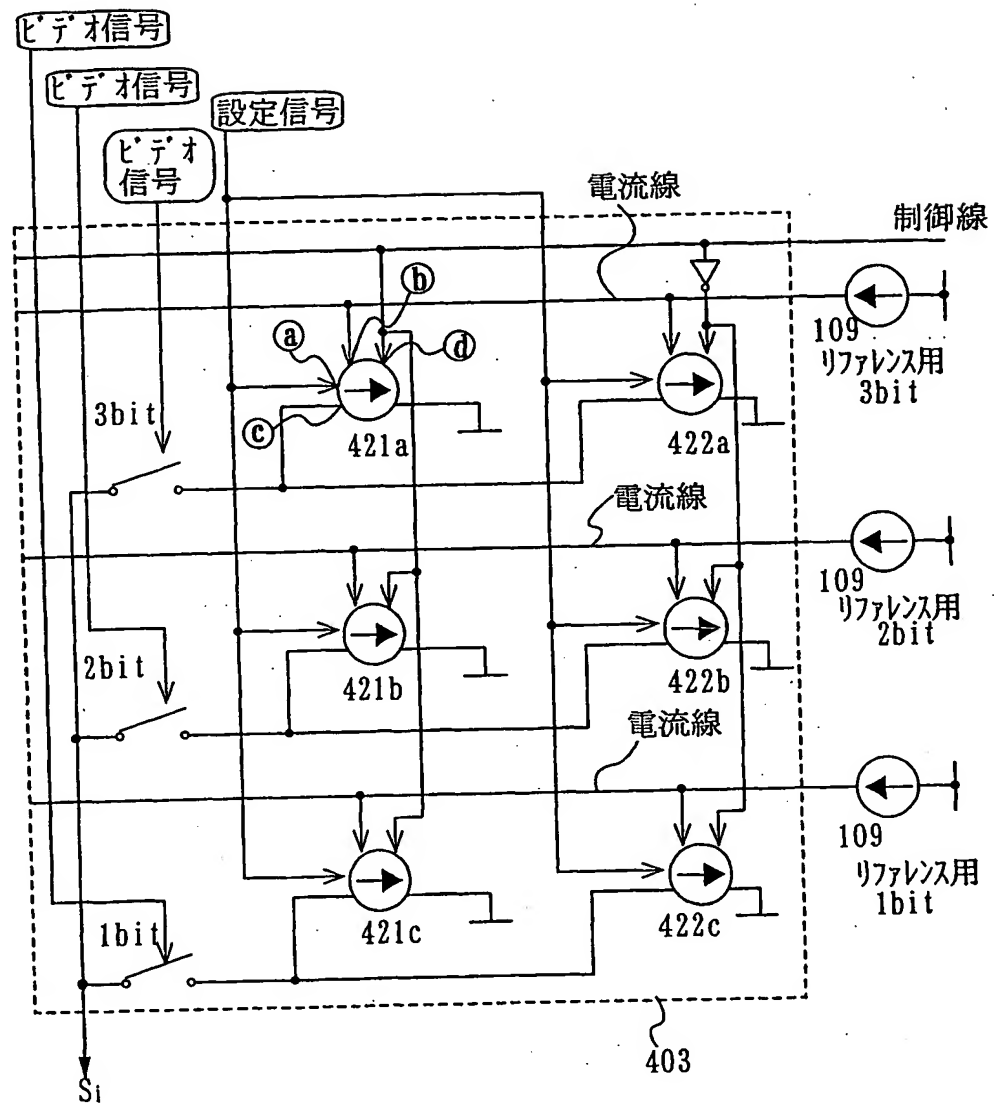 ビデオ信号
ビデオ信号
ビデオ
信号
設定信号
電流線
制御線
ⓐ
ⓑ
ⓒ
ⓓ
3bit
421a
422a
109
リファレンス用
3bit
電流線
2bit
421b
422b
109
リファレンス用
2bit
電流線
1bit
421c
422c
109
リファレンス用
1bit
403
Si